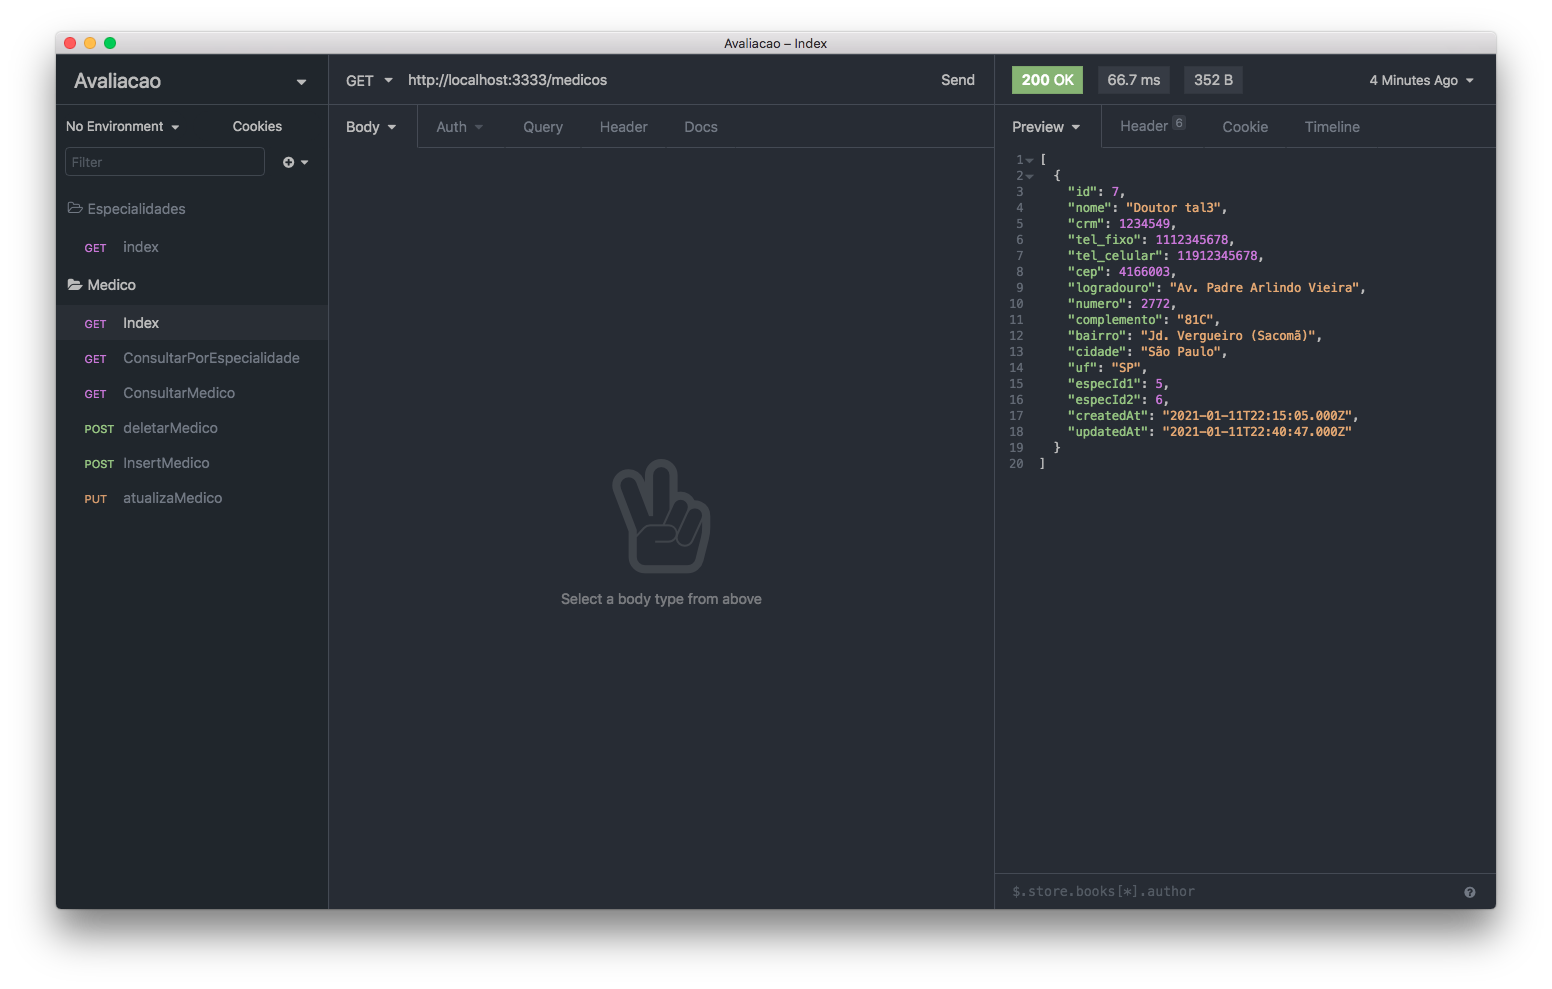 Avaliacao – Index
Avaliacao
No Environment
Cookies
Filter
Especialidades
GET index
Medico
GET Index
GET ConsultarPorEspecialidade
GET ConsultarMedico
POST deletarMedico
POST InsertMedico
PUT atualizaMedico
GET http://localhost:3333/medicos Send
Body Auth Query Header Docs
Select a body type from above
200 OK 66.7 ms 352 B 4 Minutes Ago
Preview Header 6 Cookie Timeline
1 [
2 {
3 "id": 7,
4 "nome": "Doutor tal3",
5 "crm": 1234549,
6 "tel_fixo": 1112345678,
7 "tel_celular": 11912345678,
8 "cep": 4166003,
9 "logradouro": "Av. Padre Arlindo Vieira",
10 "numero": 2772,
11 "complemento": "81C",
12 "bairro": "Jd. Vergueiro (Sacomã)",
13 "cidade": "São Paulo",
14 "uf": "SP",
15 "especId1": 5,
16 "especId2": 6,
17 "createdAt": "2021-01-11T22:15:05.000Z",
18 "updatedAt": "2021-01-11T22:40:47.000Z"
19 }
20 ]
$.store.books[*].author